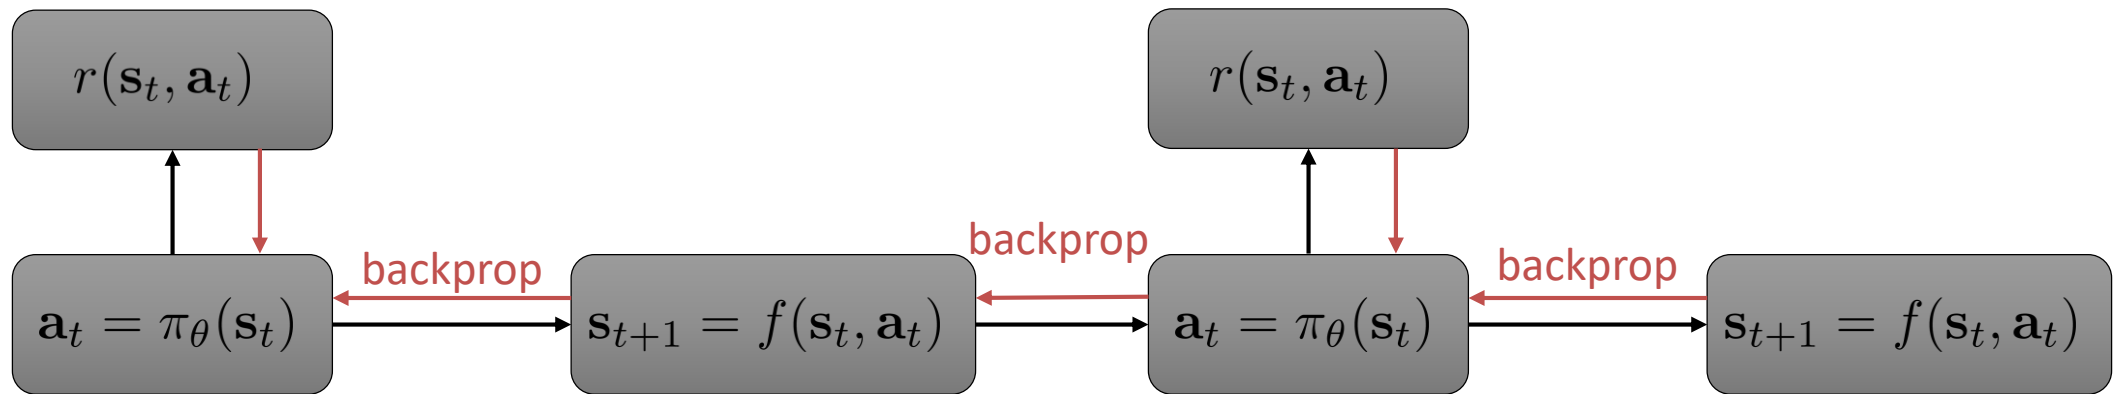 r(𝐬_t, 𝐚_t)
r(𝐬_t, 𝐚_t)
backprop
backprop
backprop
𝐚_t = π_θ(𝐬_t)
𝐬_{t+1} = f(𝐬_t, 𝐚_t)
𝐚_t = π_θ(𝐬_t)
𝐬_{t+1} = f(𝐬_t, 𝐚_t)